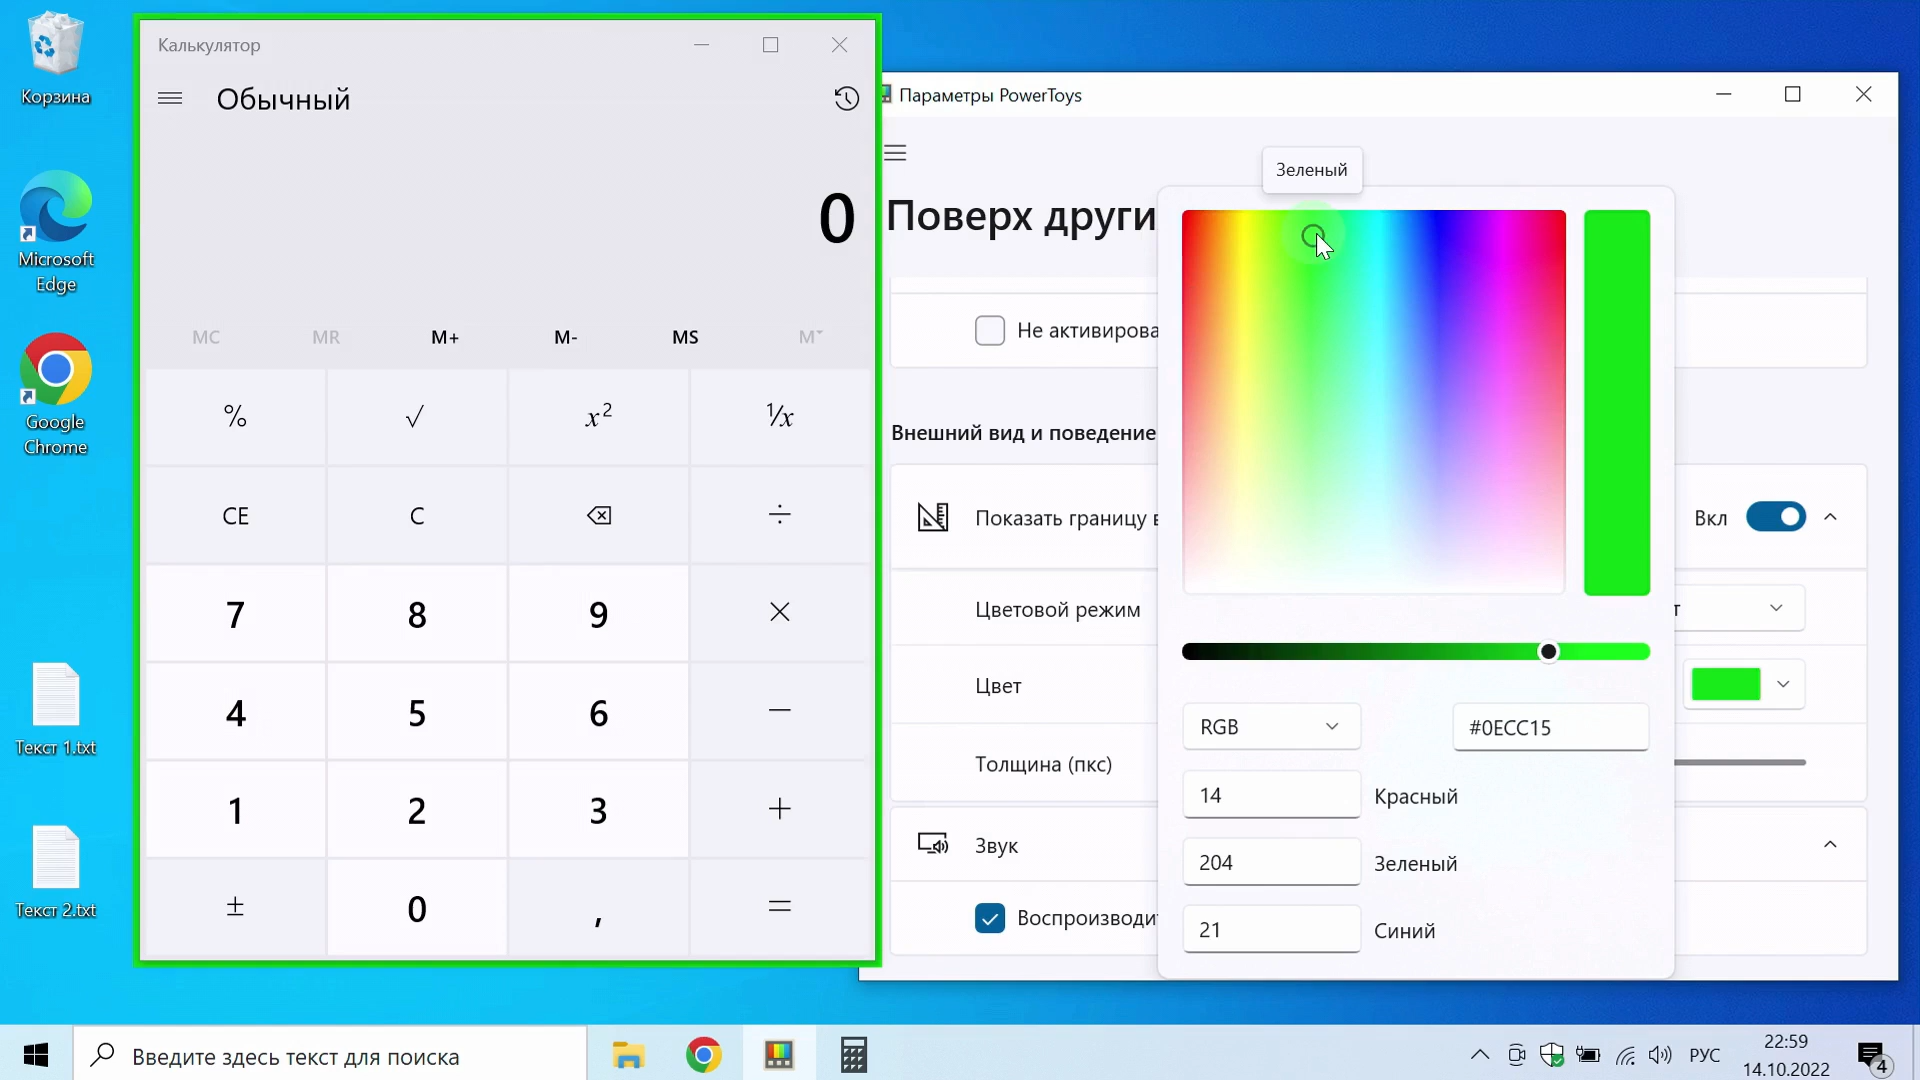 Корзина
Microsoft
Edge
Google
Chrome
Текст 1.txt
Текст 2.txt
Калькулятор
Обычный
0
MC MR M+ M- MS M˅
% √ x² ¹/x
CE C ÷
7 8 9 ×
4 5 6 −
1 2 3 +
± 0 , =
Параметры PowerToys
Поверх други
Не активирова
Внешний вид и поведение
Показать границу в
Вкл
Цветовой режим
т
Цвет
Толщина (пкс)
Звук
Воспроизводит
Зеленый
RGB
#0ECC15
14 Красный
204 Зеленый
21 Синий
Введите здесь текст для поиска
РУС
22:59
14.10.2022
4